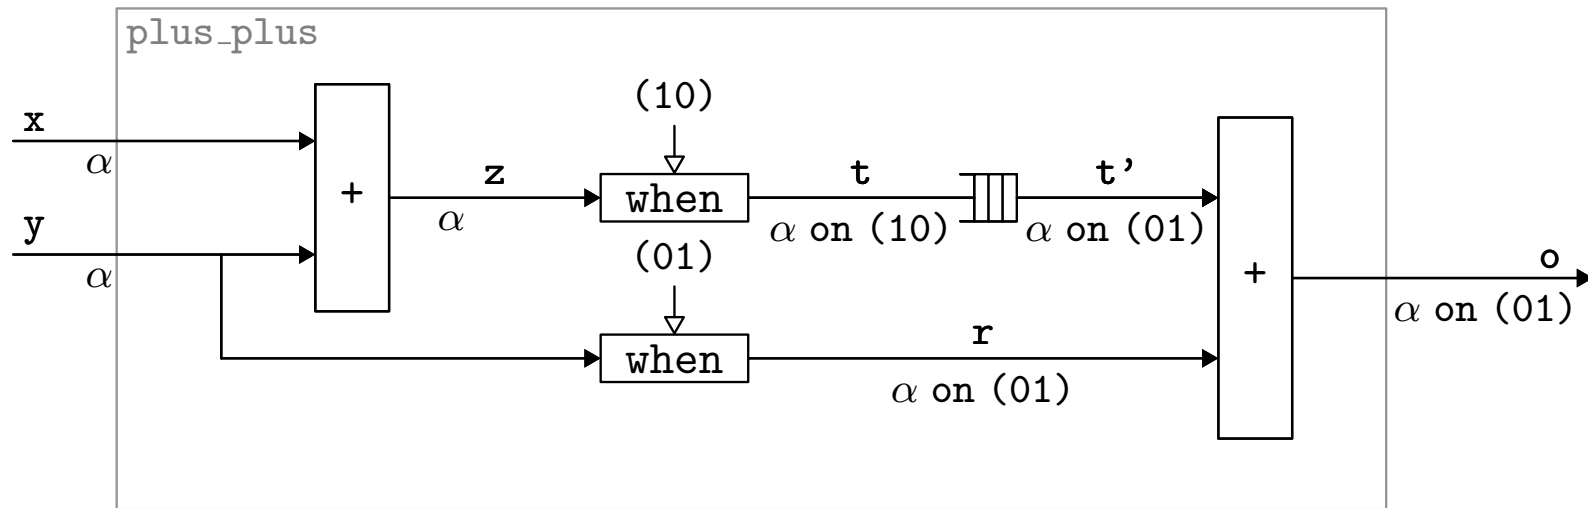 plus_plus
x
α
y
α
+
z
α
(10)
when
(01)
when
t
α on (10)
t'
α on (01)
r
α on (01)
+
o
α on (01)